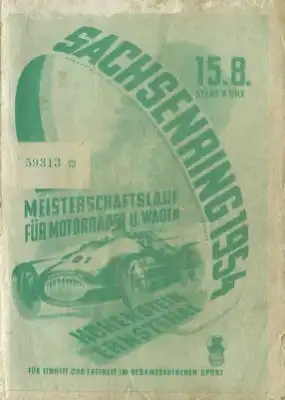 SACHSENRING 1954
15.8.
START 9 UHR
59313
MEISTERSCHAFTSLAUF
FÜR MOTORRÄDER U. WAGEN
HOHENSTEIN
ERNSTTHAL
FÜR EINHEIT UND FREIHEIT IM GESAMTDEUTSCHEN SPORT